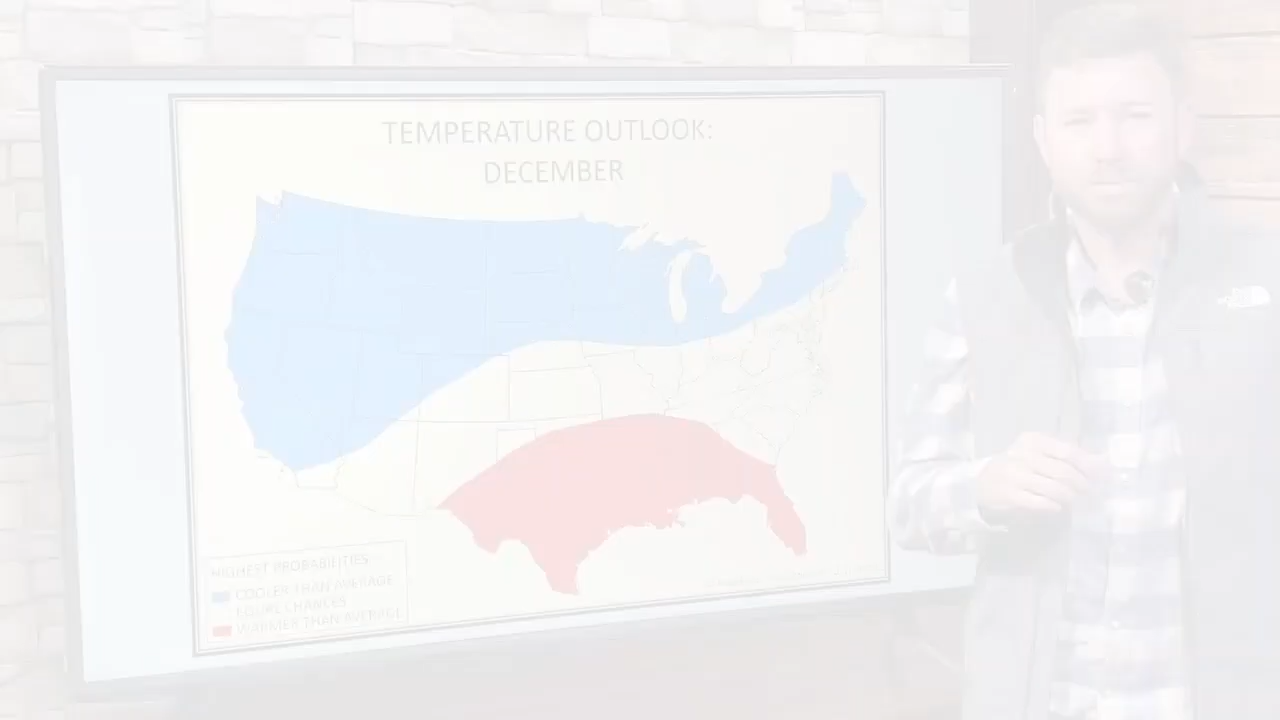 TEMPERATURE OUTLOOK:
DECEMBER
HIGHEST PROBABILITIES
COOLER THAN AVERAGE
EQUAL CHANCES
WARMER THAN AVERAGE